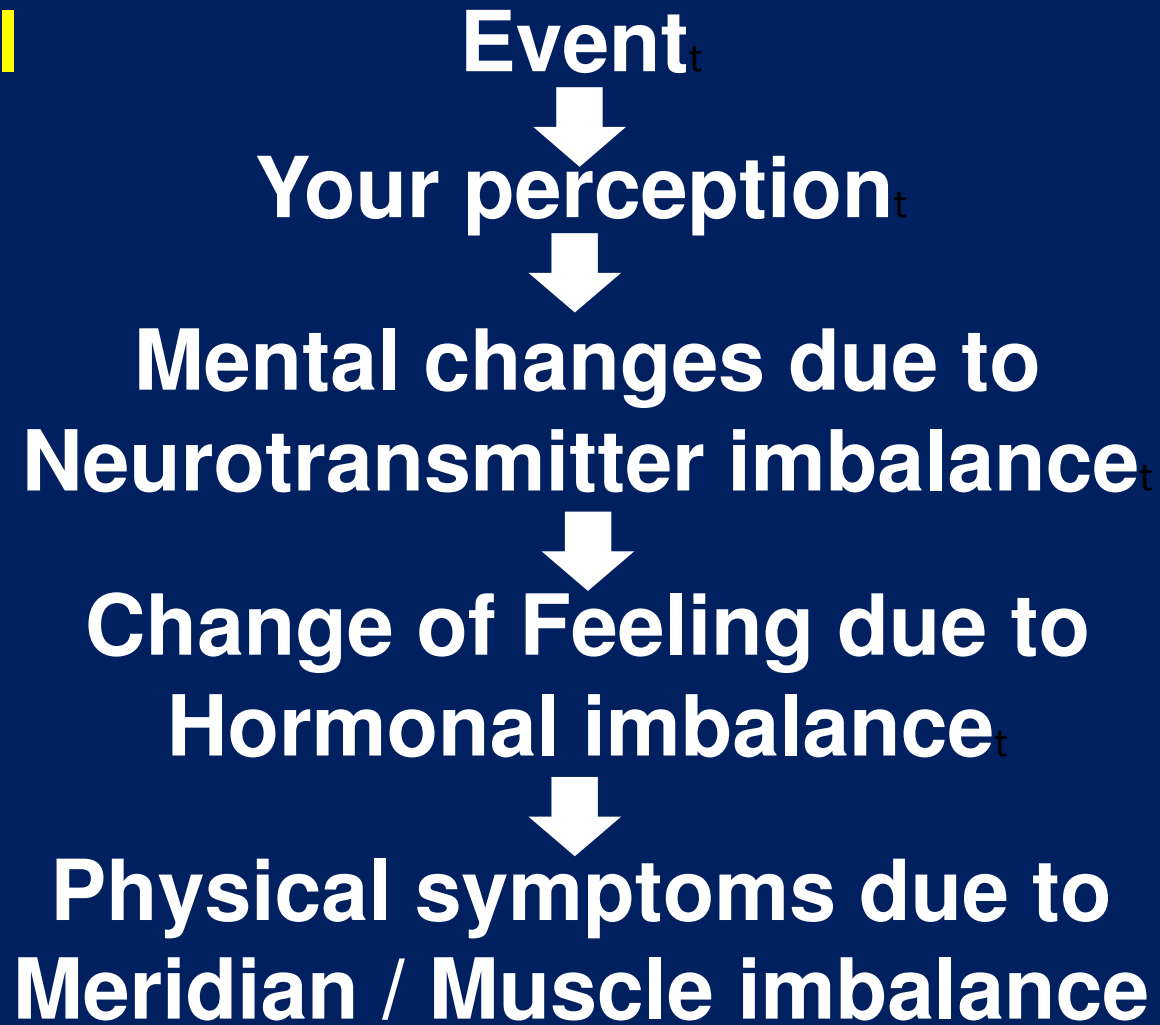 Event t
Your perception t
Mental changes due to
Neurotransmitter imbalance t
Change of Feeling due to
Hormonal imbalance t
Physical symptoms due to
Meridian / Muscle imbalance